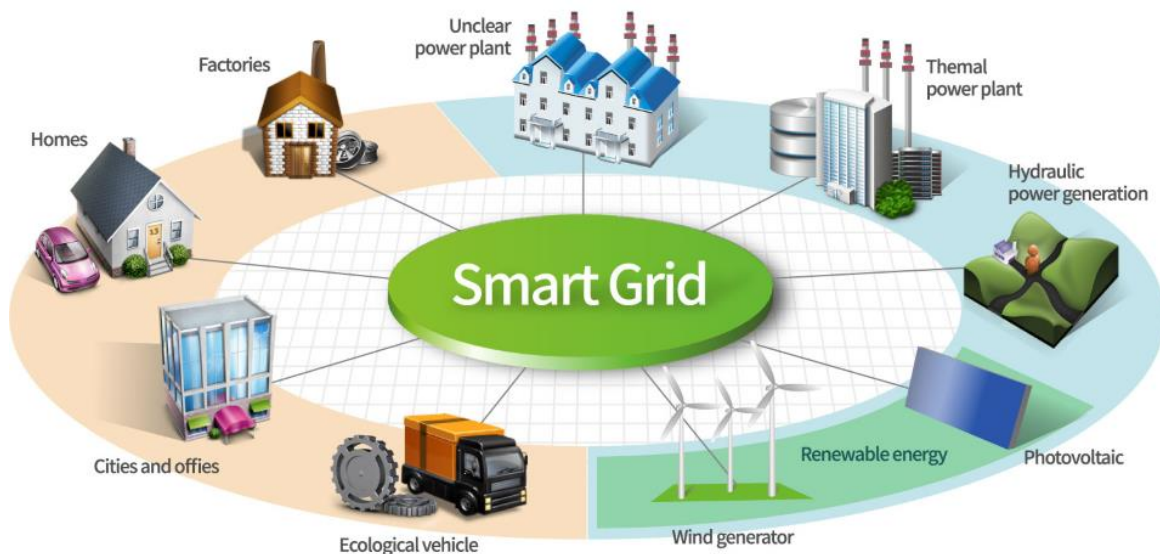 Unclear
power plant
Factories
Themal
power plant
Homes
Hydraulic
power generation
Smart Grid
Renewable energy
Photovoltaic
Cities and offies
Wind generator
Ecological vehicle